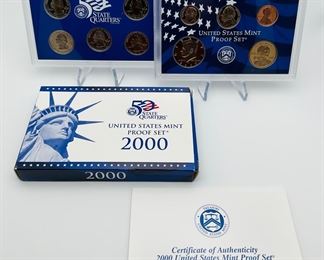 50
STATE
QUARTERS®
UNITED STATES MINT
PROOF SET®
50
STATE
QUARTERS®
UNITED STATES MINT
PROOF SET®
2000
2000
Certificate of Authenticity
2000 United States Mint Proof Set®